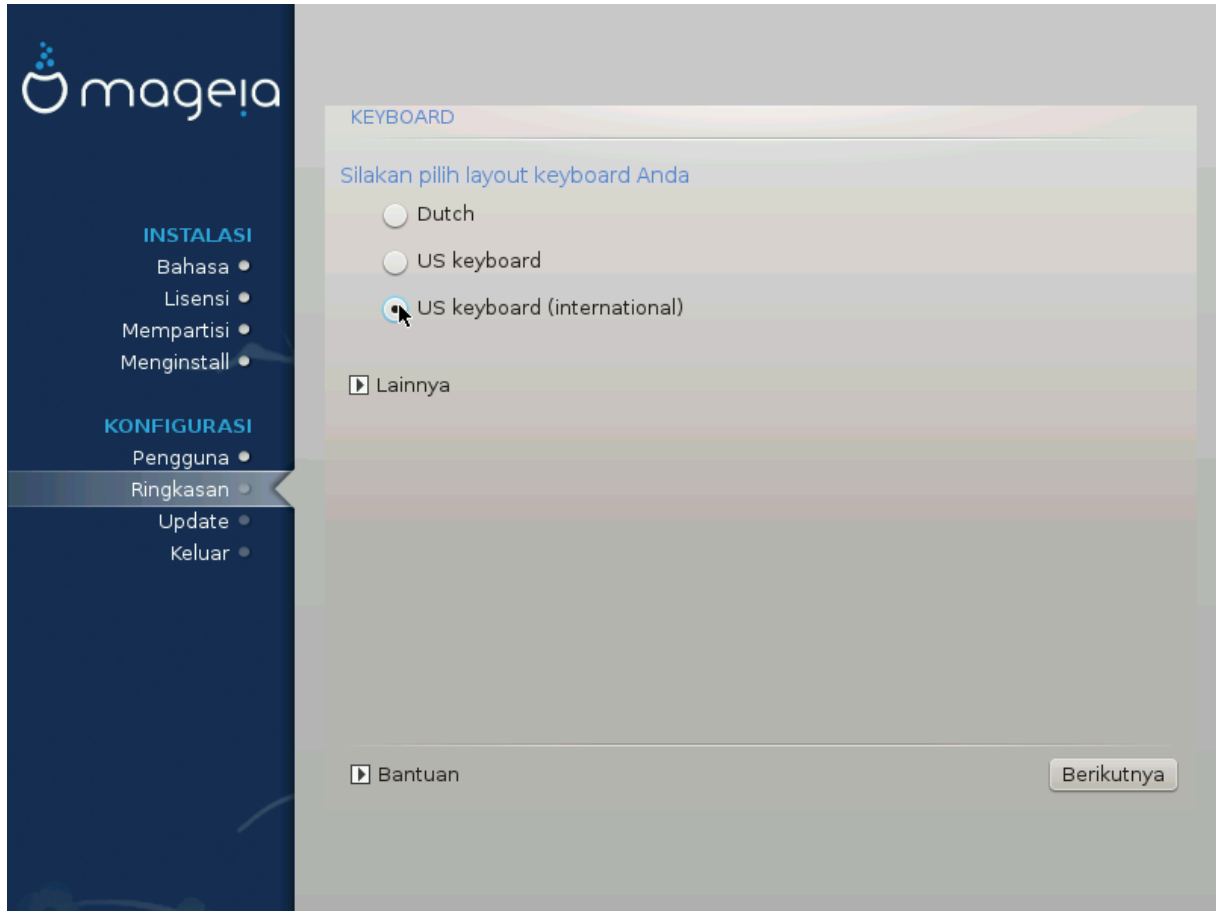 mageia
INSTALASI
Bahasa
Lisensi
Mempartisi
Menginstall
KONFIGURASI
Pengguna
Ringkasan
Update
Keluar
KEYBOARD
Silakan pilih layout keyboard Anda
Dutch
US keyboard
US keyboard (international)
Lainnya
Bantuan
Berikutnya